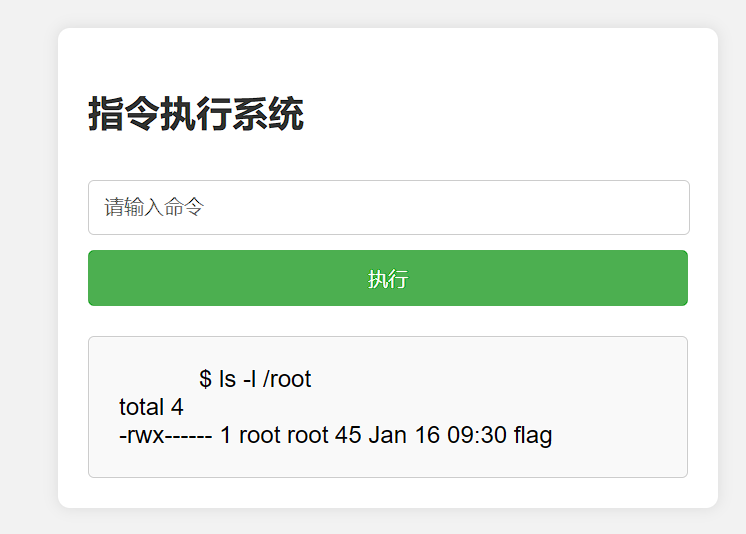 指令执行系统
请输入命令
执行
$ ls -l /root
total 4
-rwx------ 1 root root 45 Jan 16 09:30 flag